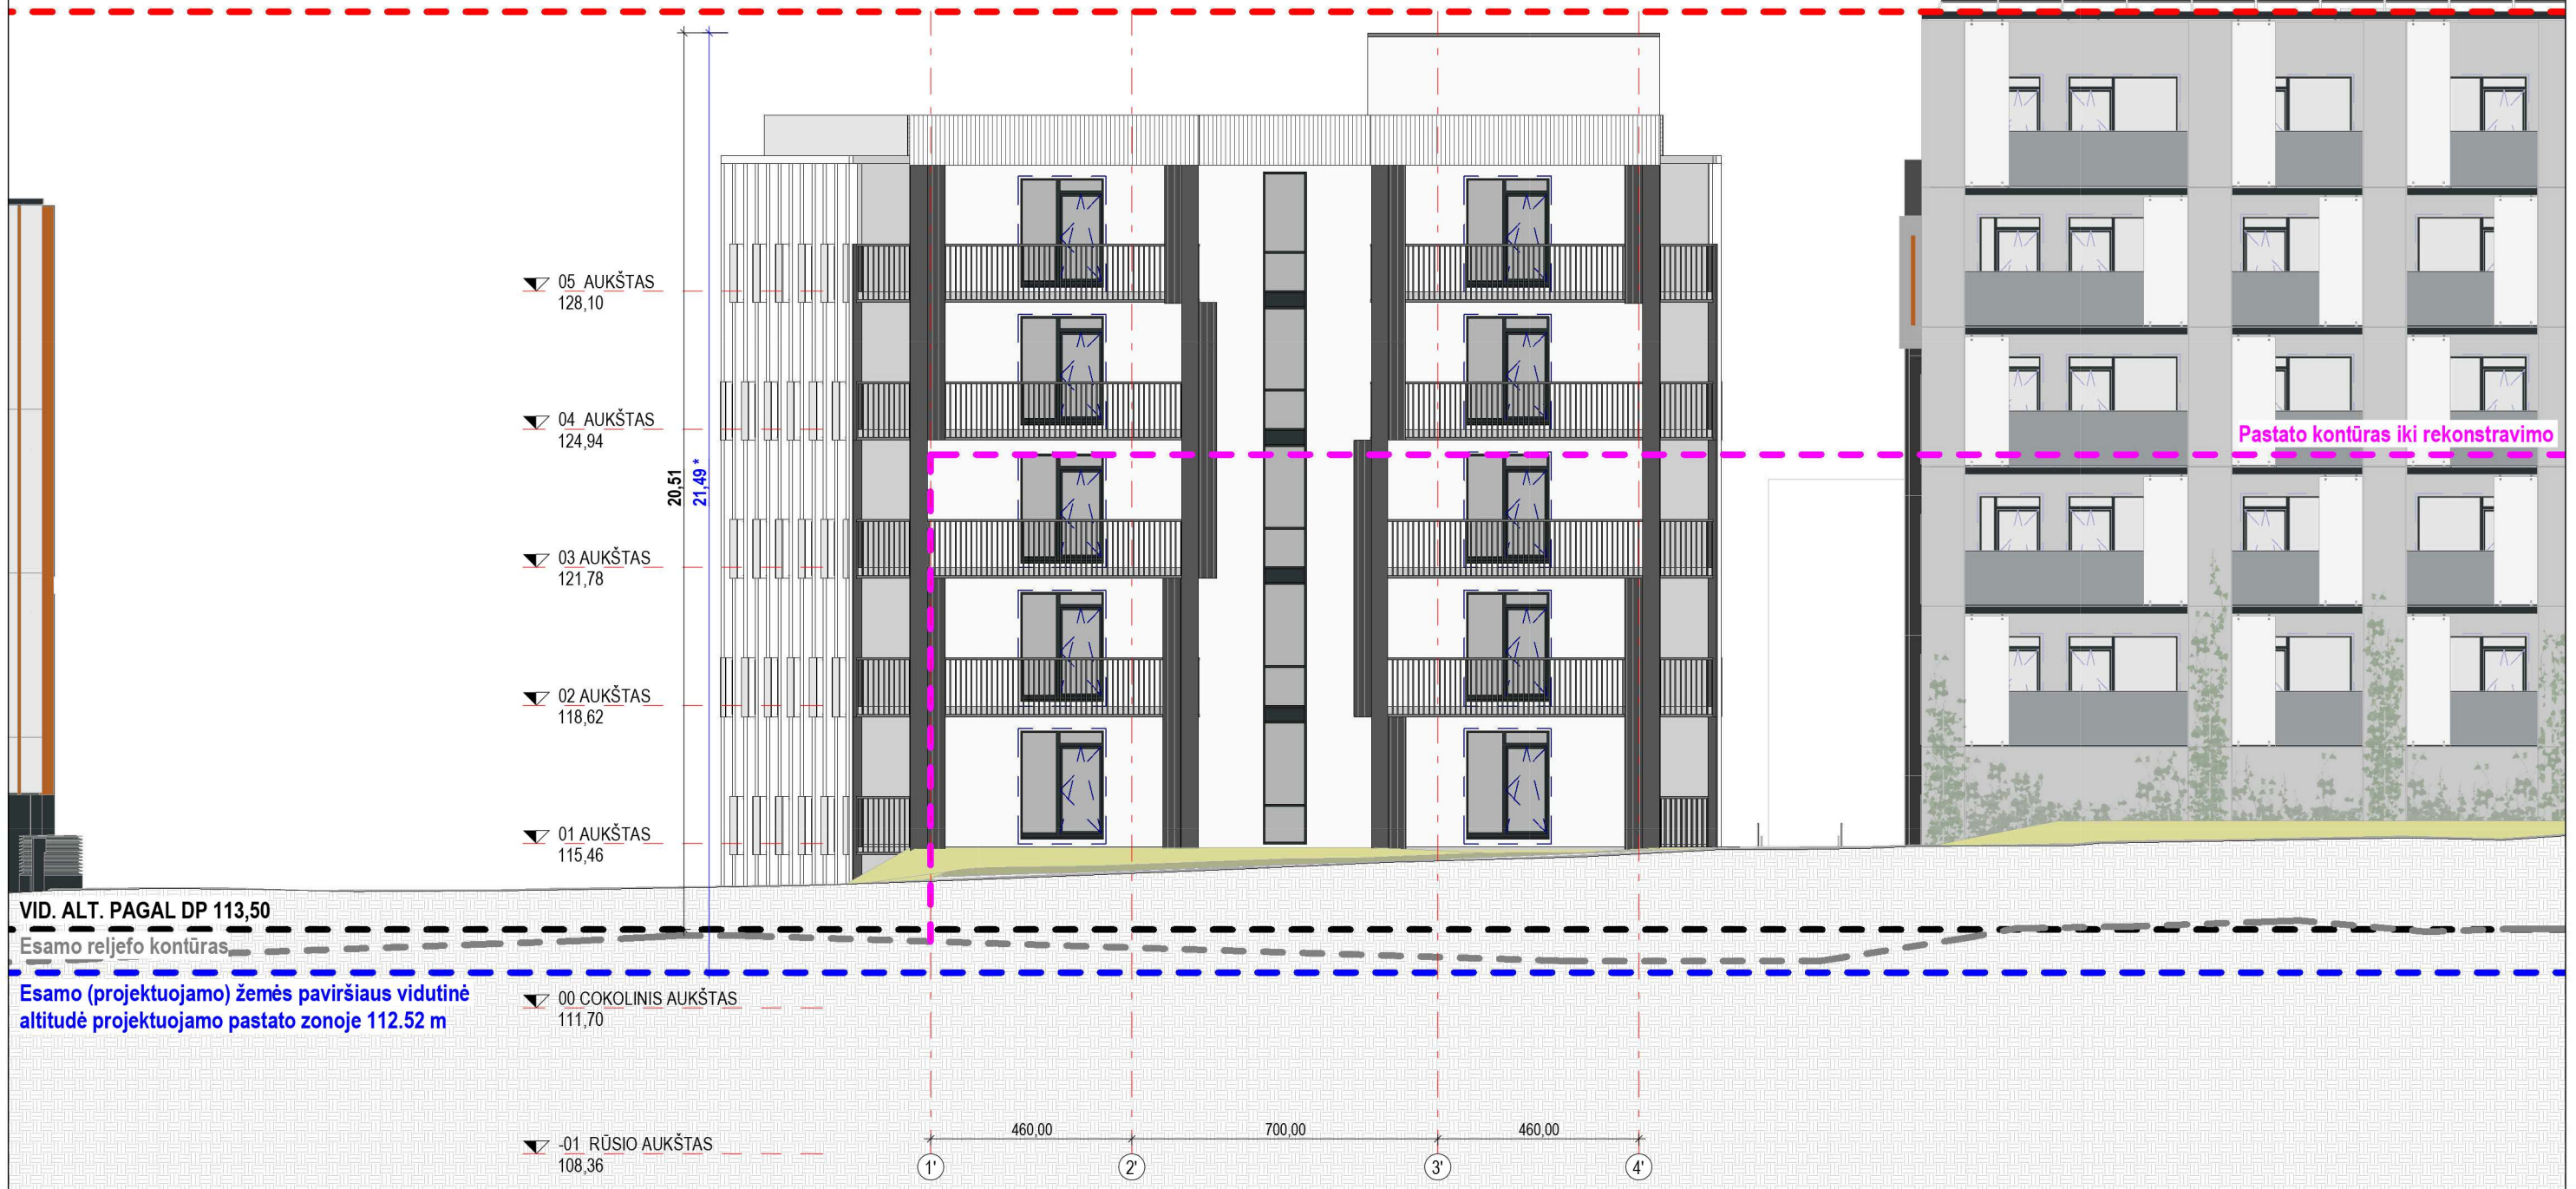 05 AUKŠTAS
128,10
04 AUKŠTAS
124,94
Pastato kontūras iki rekonstravimo
20,51
21,49 *
03 AUKŠTAS
121,78
02 AUKŠTAS
118,62
01 AUKŠTAS
115,46
VID. ALT. PAGAL DP 113,50
Esamo reljefo kontūras
Esamo (projektuojamo) žemės paviršiaus vidutinė
altitudė projektuojamo pastato zonoje 112.52 m
00 COKOLINIS AUKŠTAS
111,70
460,00
700,00
460,00
-01 RŪSIO AUKŠTAS
108,36
1'
2'
3'
4'